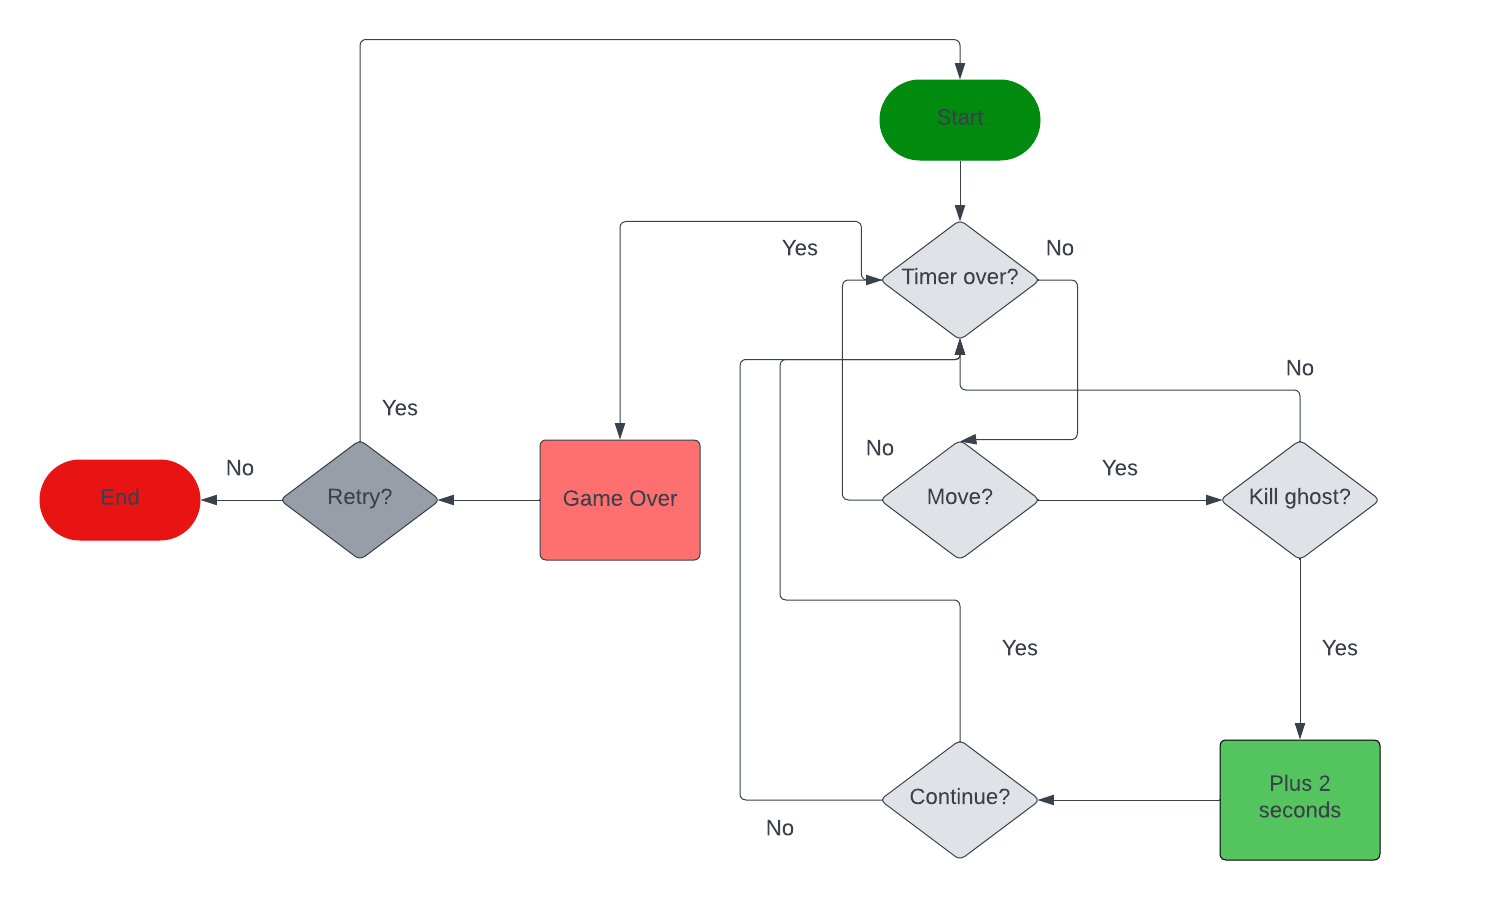 Start
Yes
No
Timer over?
No
Yes
No
Yes
No
End
Retry?
Game Over
Move?
Kill ghost?
Yes
Yes
Plus 2
seconds
Continue?
No